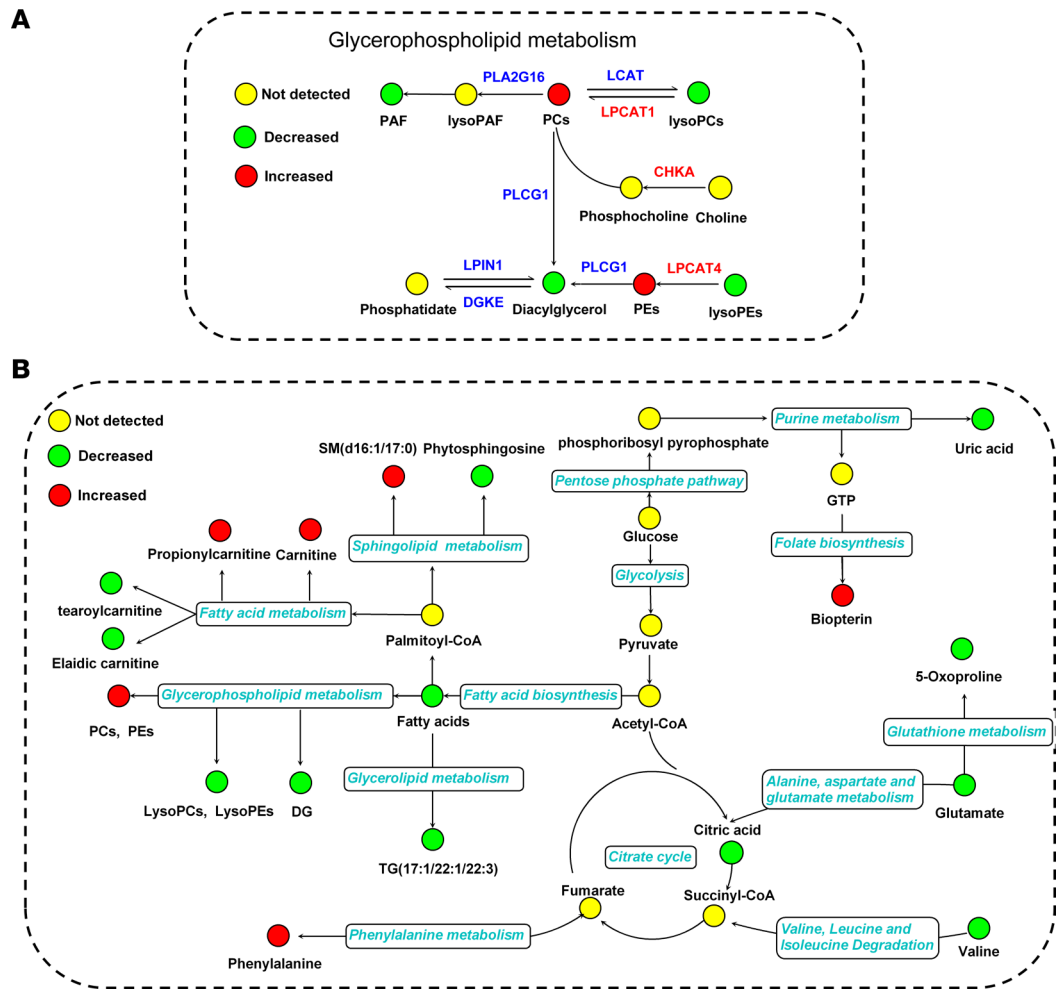 A
Glycerophospholipid metabolism
Not detected
Decreased
Increased
PLA2G16
LCAT
PAF
lysoPAF
PCs
LPCAT1
lysoPCs
CHKA
PLCG1
Phosphocholine
Choline
LPIN1
PLCG1
LPCAT4
Phosphatidate
DGKE
Diacylglycerol
PEs
lysoPEs
B
Not detected
Decreased
Increased
SM(d16:1/17:0)
Phytosphingosine
phosphoribosyl pyrophosphate
Purine metabolism
Uric acid
Pentose phosphate pathway
GTP
Glucose
Propionylcarnitine
Carnitine
Sphingolipid metabolism
Folate biosynthesis
Glycolysis
tearoylcarnitine
Fatty acid metabolism
Palmitoyl-CoA
Pyruvate
Biopterin
Elaidic carnitine
5-Oxoproline
Glycerophospholipid metabolism
Fatty acid biosynthesis
PCs, PEs
Fatty acids
Acetyl-CoA
Glutathione metabolism
Glycerolipid metabolism
Alanine, aspartate and
glutamate metabolism
LysoPCs, LysoPEs
DG
Glutamate
Citric acid
TG(17:1/22:1/22:3)
Citrate cycle
Fumarate
Succinyl-CoA
Phenylalanine metabolism
Valine, Leucine and
Isoleucine Degradation
Phenylalanine
Valine